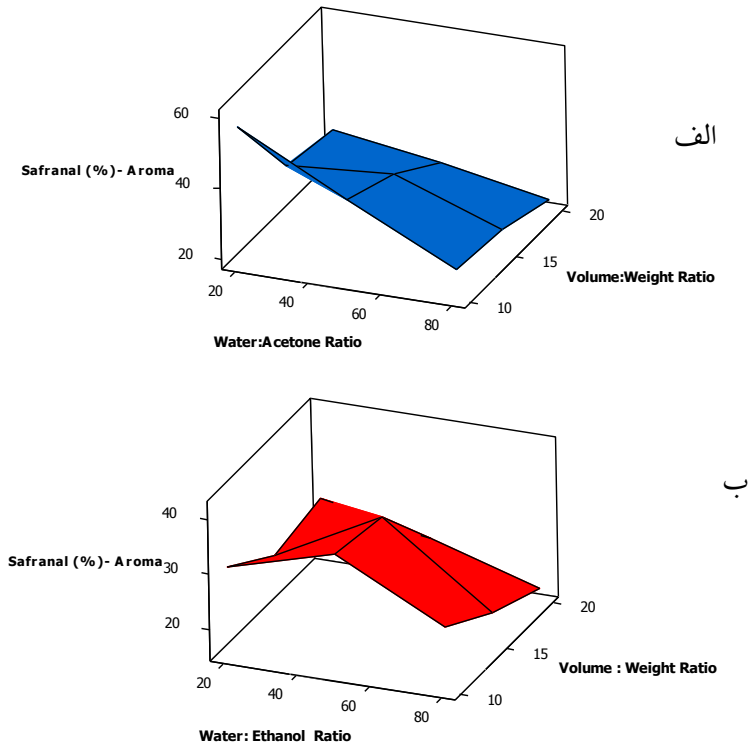 60
40
20
Safranal (%)- Aroma
20
40
60
80
10
15
20
Water:Acetone Ratio
Volume:Weight Ratio
الف
40
30
20
Safranal (%)- Aroma
20
40
60
80
10
15
20
Water: Ethanol Ratio
Volume : Weight Ratio
ب